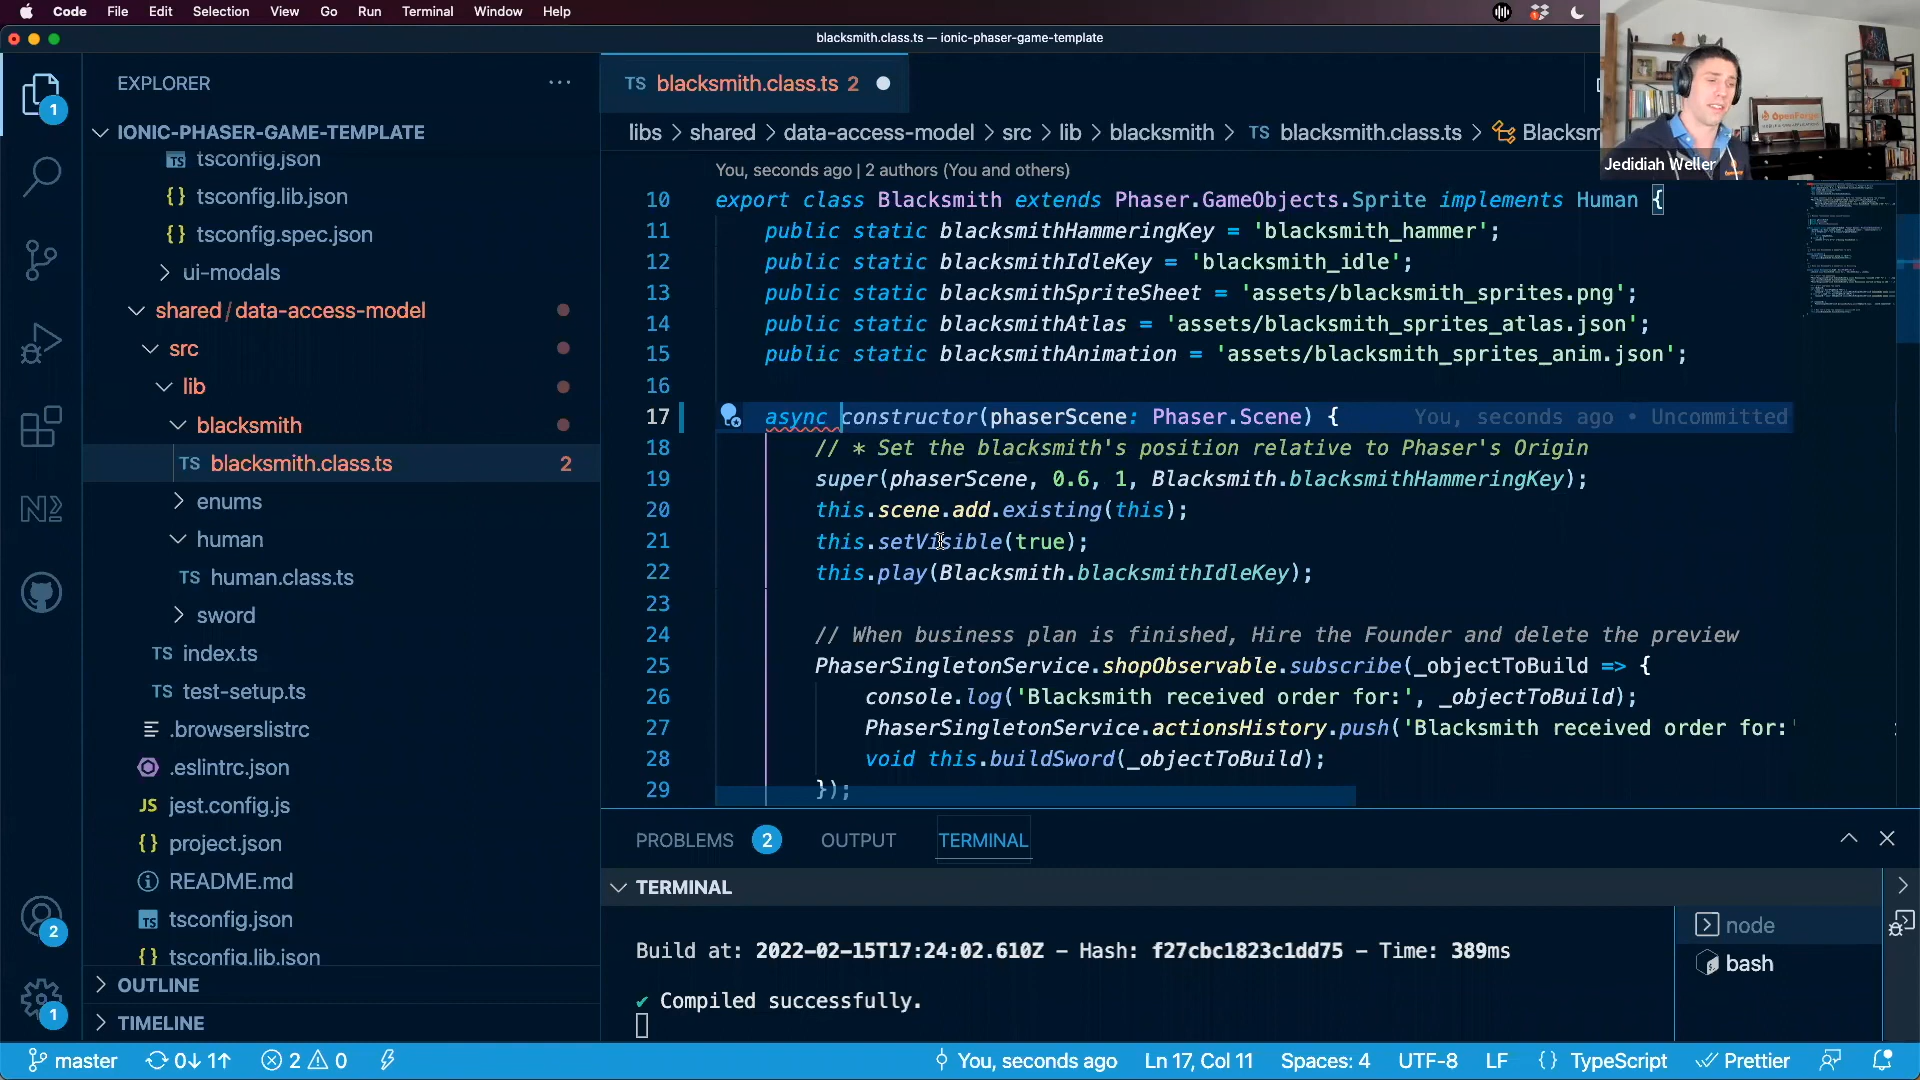 Code File Edit Selection View Go Run Terminal Window Help
blacksmith.class.ts — ionic-phaser-game-template
EXPLORER
IONIC-PHASER-GAME-TEMPLATE
tsconfig.json
tsconfig.lib.json
tsconfig.spec.json
ui-modals
shared/data-access-model
src
lib
blacksmith
TS blacksmith.class.ts 2
enums
human
TS human.class.ts
sword
TS index.ts
TS test-setup.ts
.browserslistrc
.eslintrc.json
JS jest.config.js
project.json
README.md
tsconfig.json
tsconfig.lib.json
OUTLINE
TIMELINE
1
2
1
TS blacksmith.class.ts 2
libs > shared > data-access-model > src > lib > blacksmith > TS blacksmith.class.ts >
Jedidiah Weller
OpenForge
You, seconds ago | 2 authors (You and others)
10 export class Blacksmith extends Phaser.GameObjects.Sprite implements Human {
11 public static blacksmithHammeringKey = 'blacksmith_hammer';
12 public static blacksmithIdleKey = 'blacksmith_idle';
13 public static blacksmithSpriteSheet = 'assets/blacksmith_sprites.png';
14 public static blacksmithAtlas = 'assets/blacksmith_sprites_atlas.json';
15 public static blacksmithAnimation = 'assets/blacksmith_sprites_anim.json';
16
17 async constructor(phaserScene: Phaser.Scene) { You, seconds ago • Uncommitted
18 // * Set the blacksmith's position relative to Phaser's Origin
19 super(phaserScene, 0.6, 1, Blacksmith.blacksmithHammeringKey);
20 this.scene.add.existing(this);
21 this.setVisible(true);
22 this.play(Blacksmith.blacksmithIdleKey);
23
24 // When business plan is finished, Hire the Founder and delete the preview
25 PhaserSingletonService.shopObservable.subscribe(_objectToBuild => {
26 console.log('Blacksmith received order for:', _objectToBuild);
27 PhaserSingletonService.actionsHistory.push('Blacksmith received order for:'
28 void this.buildSword(_objectToBuild);
29 });
PROBLEMS 2 OUTPUT TERMINAL
TERMINAL
Build at: 2022-02-15T17:24:02.610Z - Hash: f27cbc1823c1dd75 - Time: 389ms
✔ Compiled successfully.
node
bash
master 0↓ 1↑ 2 0 You, seconds ago Ln 17, Col 11 Spaces: 4 UTF-8 LF {} TypeScript Prettier